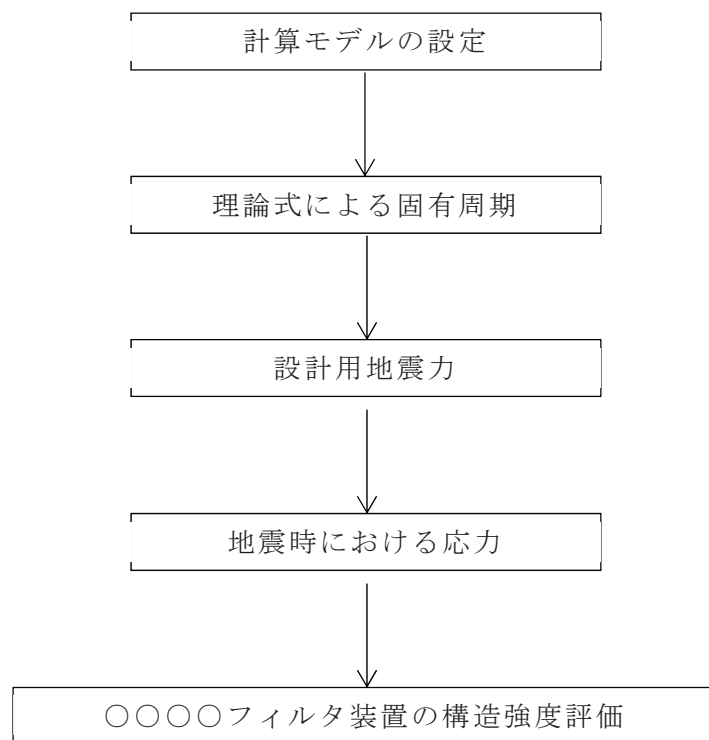 計算モデルの設定
理論式による固有周期
設計用地震力
地震時における応力
○○○○フィルタ装置の構造強度評価